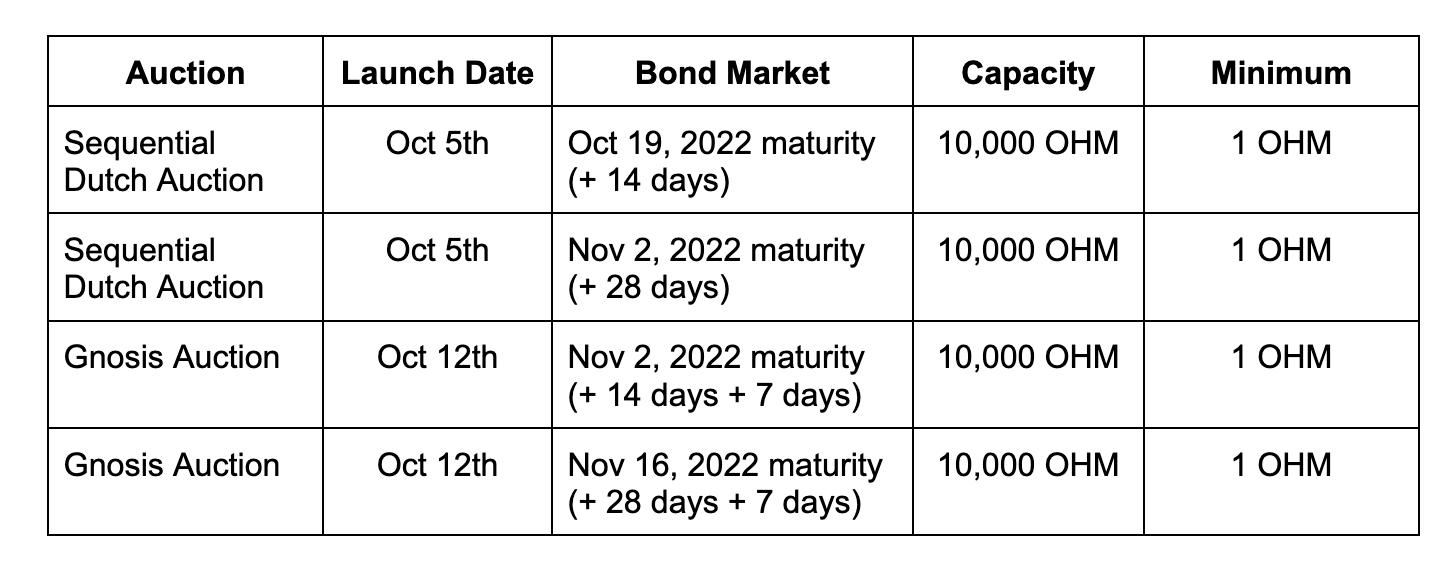 Auction Launch Date Bond Market Capacity Minimum
Sequential Oct 5th Oct 19, 2022 maturity 10,000 OHM 1 OHM
Dutch Auction (+ 14 days)
Sequential Oct 5th Nov 2, 2022 maturity 10,000 OHM 1 OHM
Dutch Auction (+ 28 days)
Gnosis Auction Oct 12th Nov 2, 2022 maturity 10,000 OHM 1 OHM
(+ 14 days + 7 days)
Gnosis Auction Oct 12th Nov 16, 2022 maturity 10,000 OHM 1 OHM
(+ 28 days + 7 days)